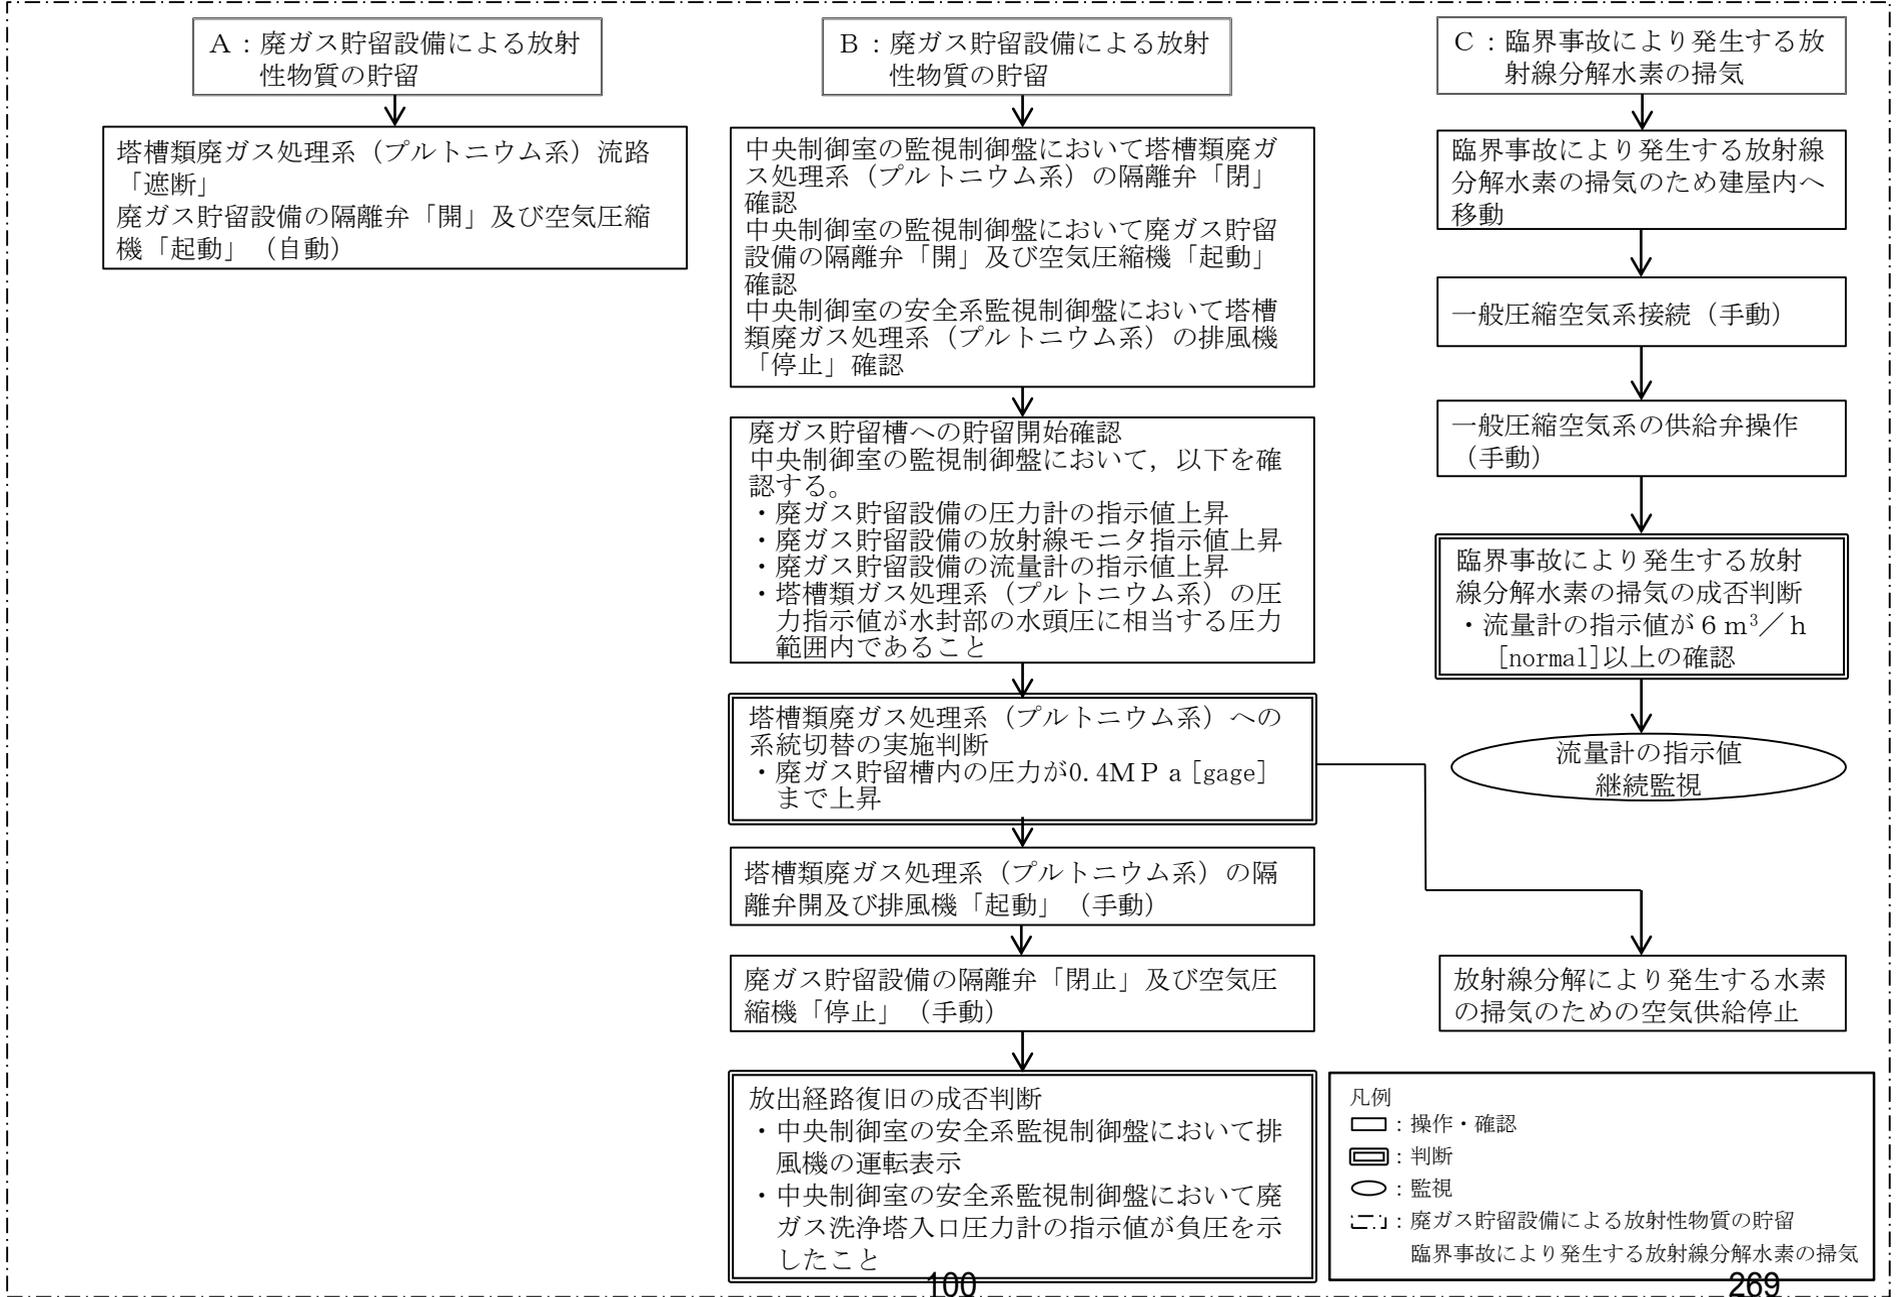 A：廃ガス貯留設備による放射
性物質の貯留
塔槽類廃ガス処理系（プルトニウム系）流路
「遮断」
廃ガス貯留設備の隔離弁「開」及び空気圧縮
機「起動」（自動）
B：廃ガス貯留設備による放射
性物質の貯留
中央制御室の監視制御盤において塔槽類廃ガ
ス処理系（プルトニウム系）の隔離弁「閉」
確認
中央制御室の監視制御盤において廃ガス貯留
設備の隔離弁「開」及び空気圧縮機「起動」
確認
中央制御室の安全系監視制御盤において塔槽
類廃ガス処理系（プルトニウム系）の排風機
「停止」確認
廃ガス貯留槽への貯留開始確認
中央制御室の監視制御盤において，以下を確
認する。
・廃ガス貯留設備の圧力計の指示値上昇
・廃ガス貯留設備の放射線モニタ指示値上昇
・廃ガス貯留設備の流量計の指示値上昇
・塔槽類ガス処理系（プルトニウム系）の圧
力指示値が水封部の水頭圧に相当する圧力
範囲内であること
塔槽類廃ガス処理系（プルトニウム系）への
系統切替の実施判断
・廃ガス貯留槽内の圧力が0.4MＰａ[gage]
まで上昇
塔槽類廃ガス処理系（プルトニウム系）の隔
離弁開及び排風機「起動」（手動）
廃ガス貯留設備の隔離弁「閉止」及び空気圧
縮機「停止」（手動）
放出経路復旧の成否判断
・中央制御室の安全系監視制御盤において排
風機の運転表示
・中央制御室の安全系監視制御盤において廃
ガス洗浄塔入口圧力計の指示値が負圧を示
したこと
C：臨界事故により発生する放
射線分解水素の掃気
臨界事故により発生する放射線
分解水素の掃気のため建屋内へ
移動
一般圧縮空気系接続（手動）
一般圧縮空気系の供給弁操作
（手動）
臨界事故により発生する放射
線分解水素の掃気の成否判断
・流量計の指示値が６ｍ³／ｈ
[normal]以上の確認
流量計の指示値
継続監視
放射線分解により発生する水素
の掃気のための空気供給停止
凡例
：操作・確認
：判断
：監視
：廃ガス貯留設備による放射性物質の貯留
臨界事故により発生する放射線分解水素の掃気
100
269